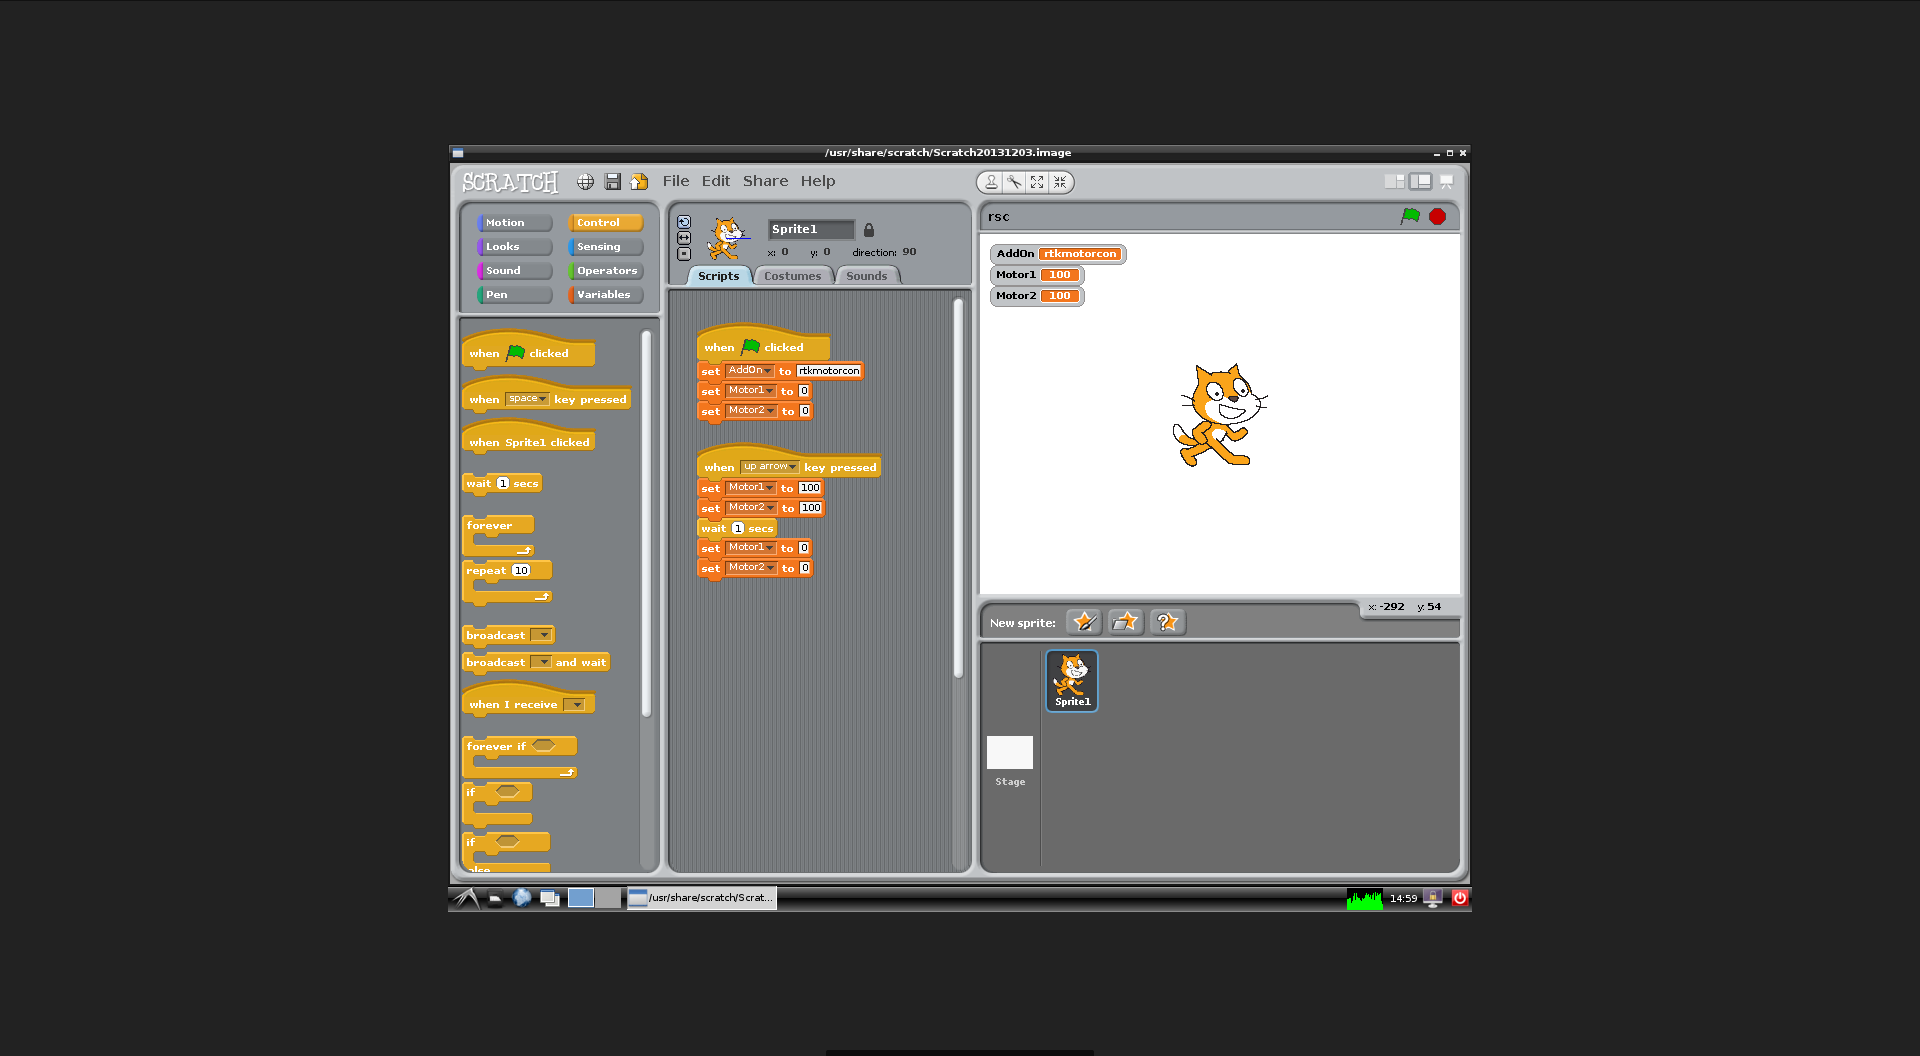 /usr/share/scratch/Scratch20131203.image
SCRATCH
File Edit Share Help
Motion Control
Looks Sensing
Sound Operators
Pen Variables
when clicked
when space key pressed
when Sprite1 clicked
wait 1 secs
forever
repeat 10
broadcast
broadcast and wait
when I receive
forever if
if
if
else
Sprite1
x: 0 y: 0 direction: 90
Scripts Costumes Sounds
when clicked
set AddOn to rtkmotorcon
set Motor1 to 0
set Motor2 to 0
when up arrow key pressed
set Motor1 to 100
set Motor2 to 100
wait 1 secs
set Motor1 to 0
set Motor2 to 0
rsc
AddOn rtkmotorcon
Motor1 100
Motor2 100
x: -292 y: 54
New sprite:
Sprite1
Stage
/usr/share/scratch/Scrat...
14:59